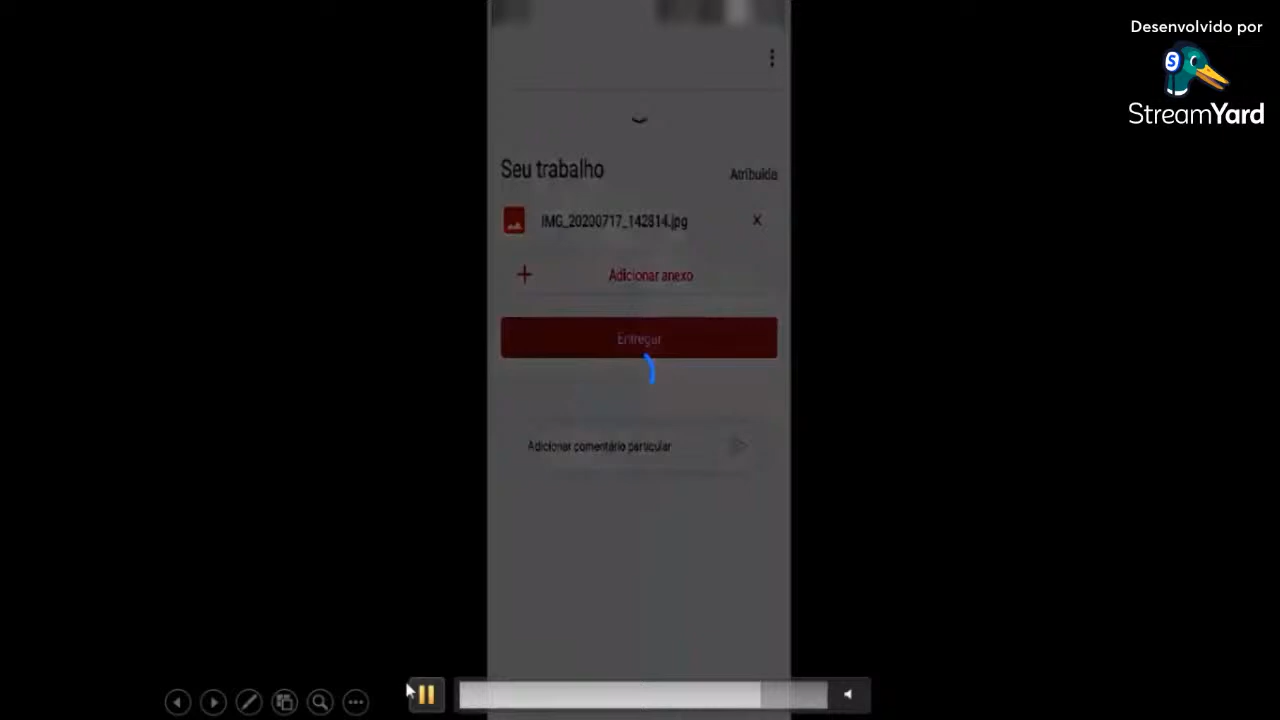 Desenvolvido por
StreamYard
Seu trabalho
Atribuída
IMG_20200717_142814.jpg
Adicionar anexo
Entregar
Adicionar comentário particular